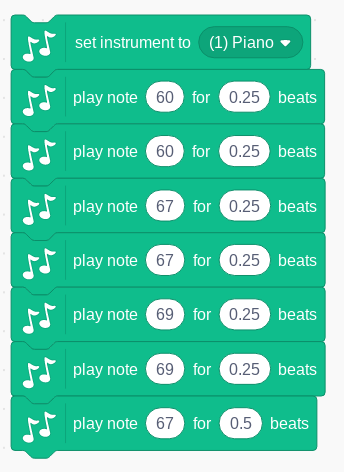 set instrument to (1) Piano
play note 60 for 0.25 beats
play note 60 for 0.25 beats
play note 67 for 0.25 beats
play note 67 for 0.25 beats
play note 69 for 0.25 beats
play note 69 for 0.25 beats
play note 67 for 0.5 beats